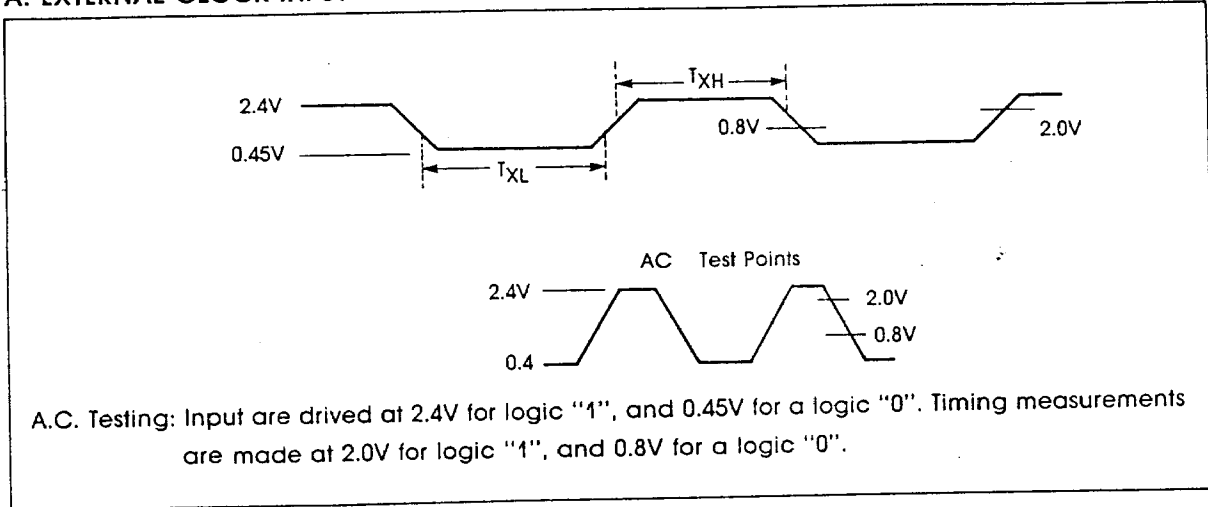 A. EXTERNAL CLOCK INPUT
TXH
2.4V
0.8V
2.0V
0.45V
TXL
AC Test Points
2.4V
2.0V
0.8V
0.4
A.C. Testing: Input are drived at 2.4V for logic "1", and 0.45V for a logic "0". Timing measurements
are made at 2.0V for logic "1", and 0.8V for a logic "0".